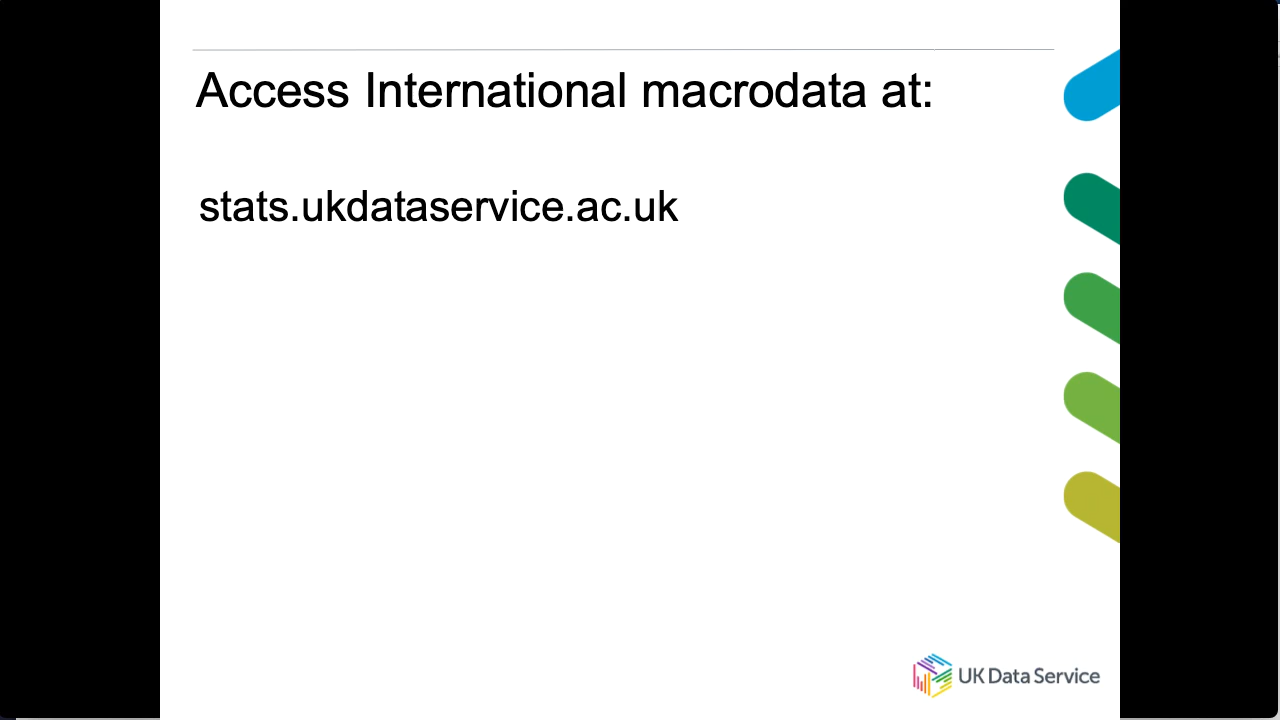 Access International macrodata at:
stats.ukdataservice.ac.uk
UK Data Service